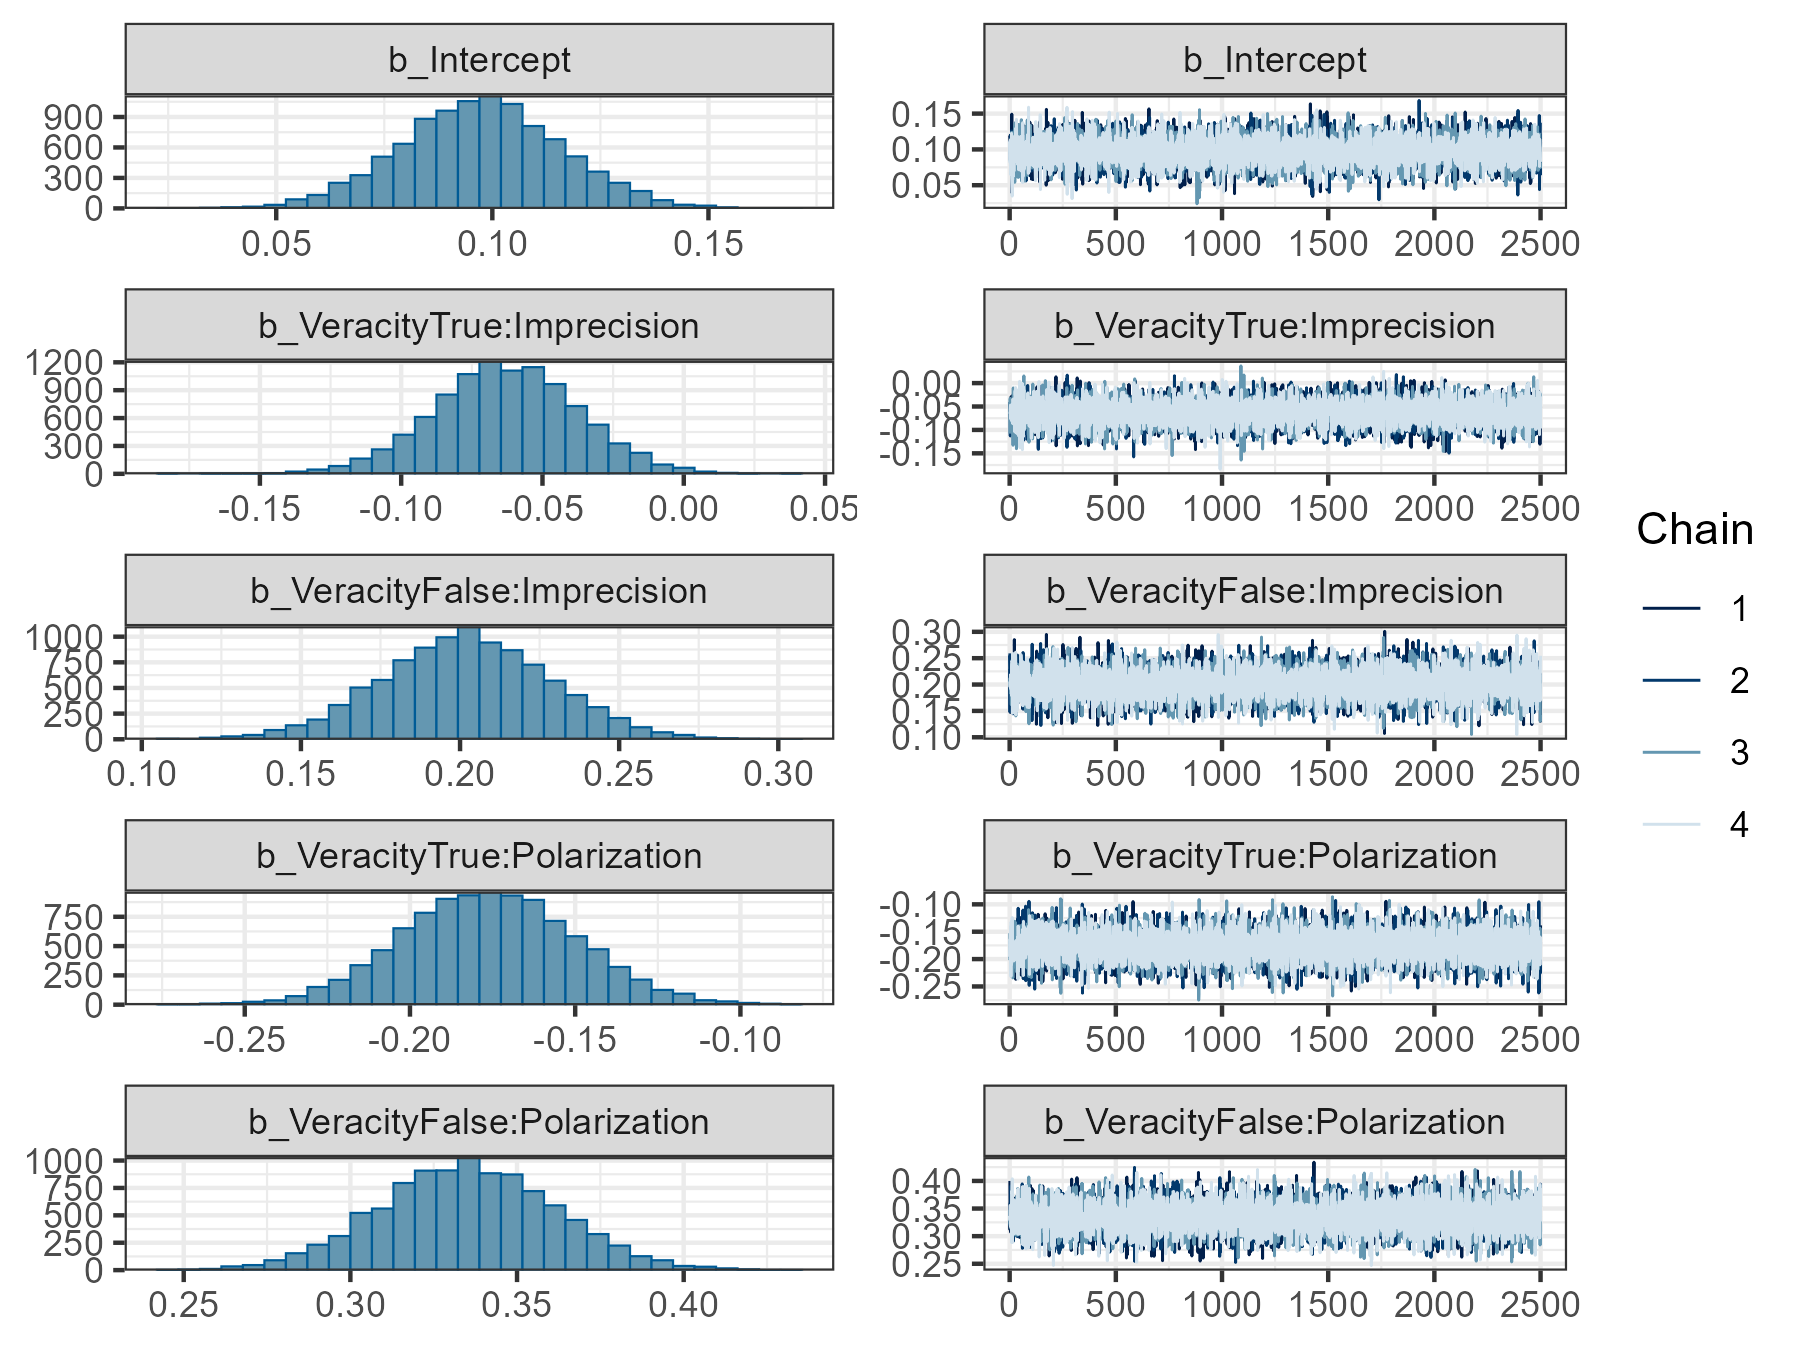 b_Intercept
900
600
300
0
0.05 0.10 0.15
b_Intercept
0.15
0.10
0.05
0 500 1000 1500 2000 2500
b_VeracityTrue:Imprecision
1200
900
600
300
0
-0.15 -0.10 -0.05 0.00 0.05
b_VeracityTrue:Imprecision
0.00
-0.05
-0.10
-0.15
0 500 1000 1500 2000 2500
b_VeracityFalse:Imprecision
1000
750
500
250
0
0.10 0.15 0.20 0.25 0.30
b_VeracityFalse:Imprecision
0.30
0.25
0.20
0.15
0.10
0 500 1000 1500 2000 2500
b_VeracityTrue:Polarization
750
500
250
0
-0.25 -0.20 -0.15 -0.10
b_VeracityTrue:Polarization
-0.10
-0.15
-0.20
-0.25
0 500 1000 1500 2000 2500
b_VeracityFalse:Polarization
1000
750
500
250
0
0.25 0.30 0.35 0.40
b_VeracityFalse:Polarization
0.40
0.35
0.30
0.25
0 500 1000 1500 2000 2500
Chain
1
2
3
4